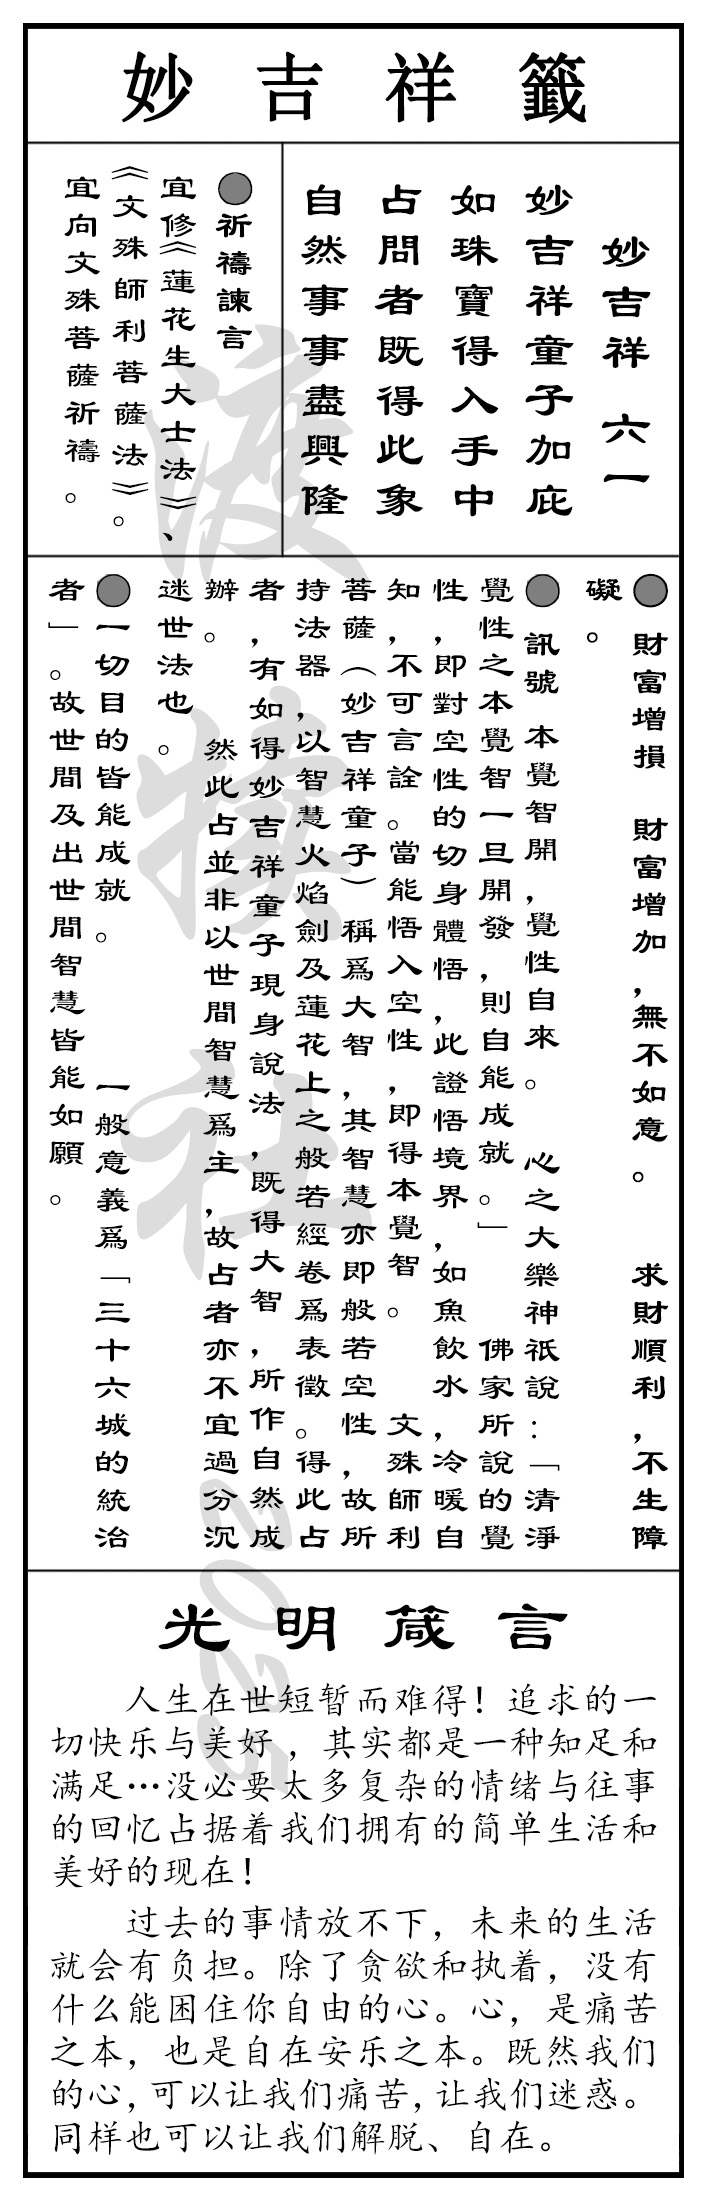 妙吉祥籤
妙吉祥 六一
妙吉祥童子加庇
如珠寶得入手中
占問者既得此象
自然事事盡興隆
●祈禱諫言
宜修《蓮花生大士法》、
《文殊師利菩薩法》。
宜向文殊菩薩祈禱。
● 財富增損 財富增加,無不如意。 求財順利,不生障
礙。
● 訊號 本覺智開,覺性自來。 心之大樂神祇說:「清淨
覺性之本覺智一旦開發,則自能成就。」 佛家所說的覺
性,即對空性的切身體悟,此證悟境界,如魚飲水,冷暖自
知,不可言詮。當能悟入空性,即得本覺智。 文殊師利
菩薩(妙吉祥童子)稱爲大智,其智慧亦即般若空性,故所
持法器,以智慧火焰劍及蓮花上之般若經卷爲表徵。得此占
者,有如得妙吉祥童子現身說法,既得大智,所作自然成
辦。 然此占並非以世間智慧爲主,故占者亦不宜過分沉
迷世法也。
●一切目的皆能成就。 一般意義爲「三十六城的統治
者」。故世間及出世間智慧皆能如願。
光明箴言
人生在世短暂而难得！追求的一
切快乐与美好，其实都是一种知足和
满足…没必要太多复杂的情绪与往事
的回忆占据着我们拥有的简单生活和
美好的现在！
过去的事情放不下，未来的生活
就会有负担。除了贪欲和执着，没有
什么能困住你自由的心。心，是痛苦
之本，也是自在安乐之本。既然我们
的心，可以让我们痛苦，让我们迷惑。
同样也可以让我们解脱、自在。
渡
社
2025